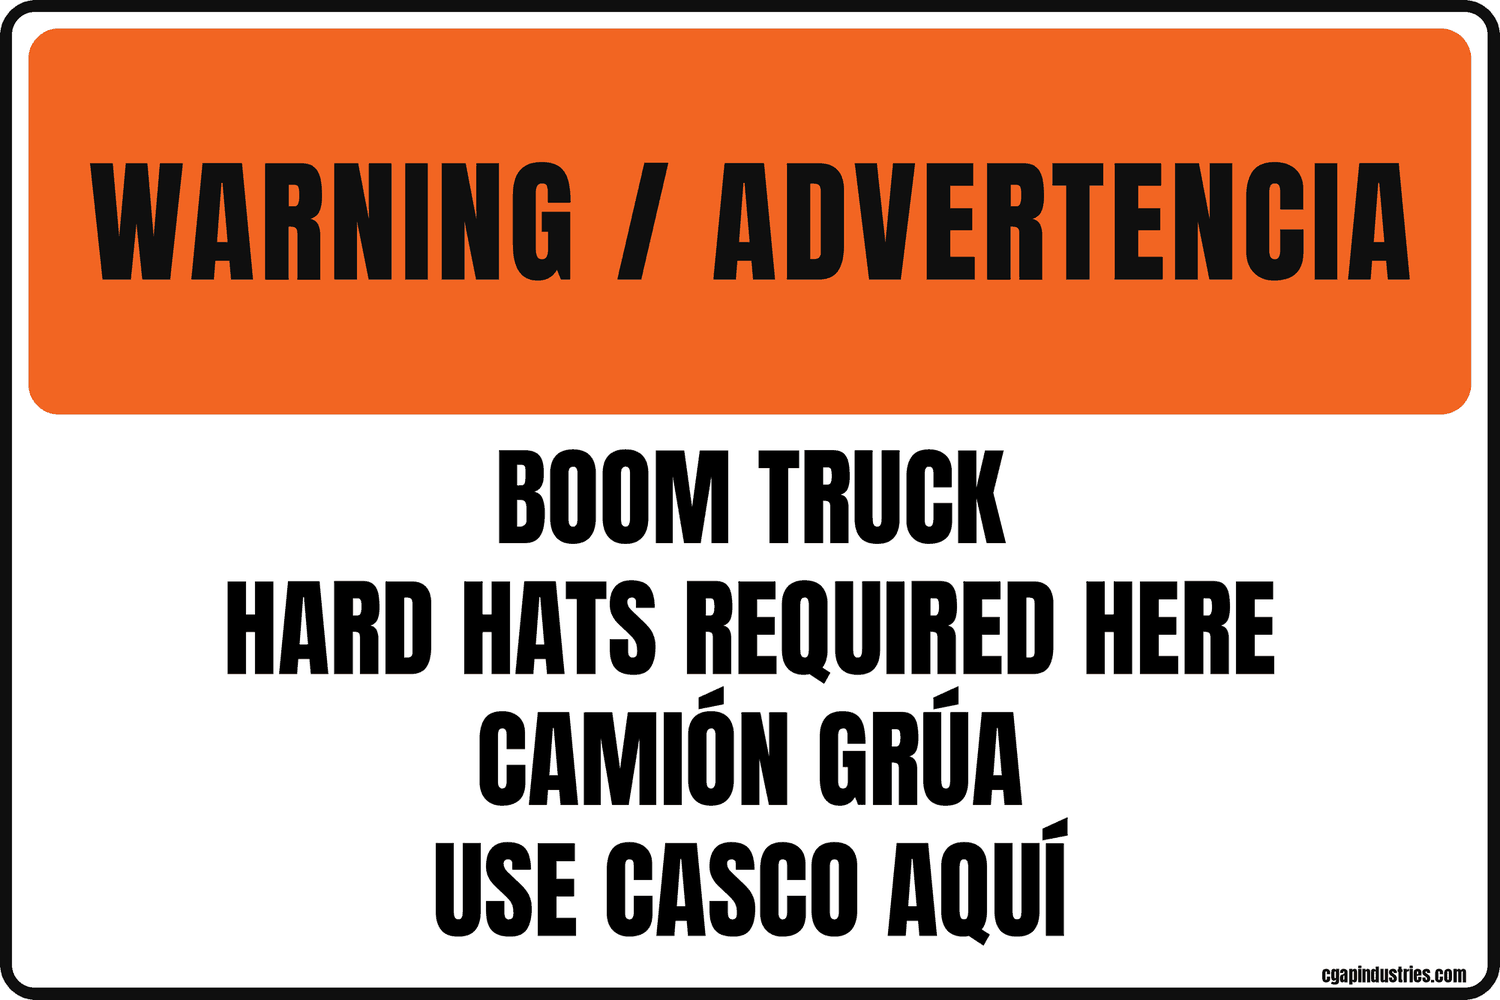 WARNING / ADVERTENCIA
BOOM TRUCK
HARD HATS REQUIRED HERE
CAMIÓN GRÚA
USE CASCO AQUÍ
cgapindustries.com